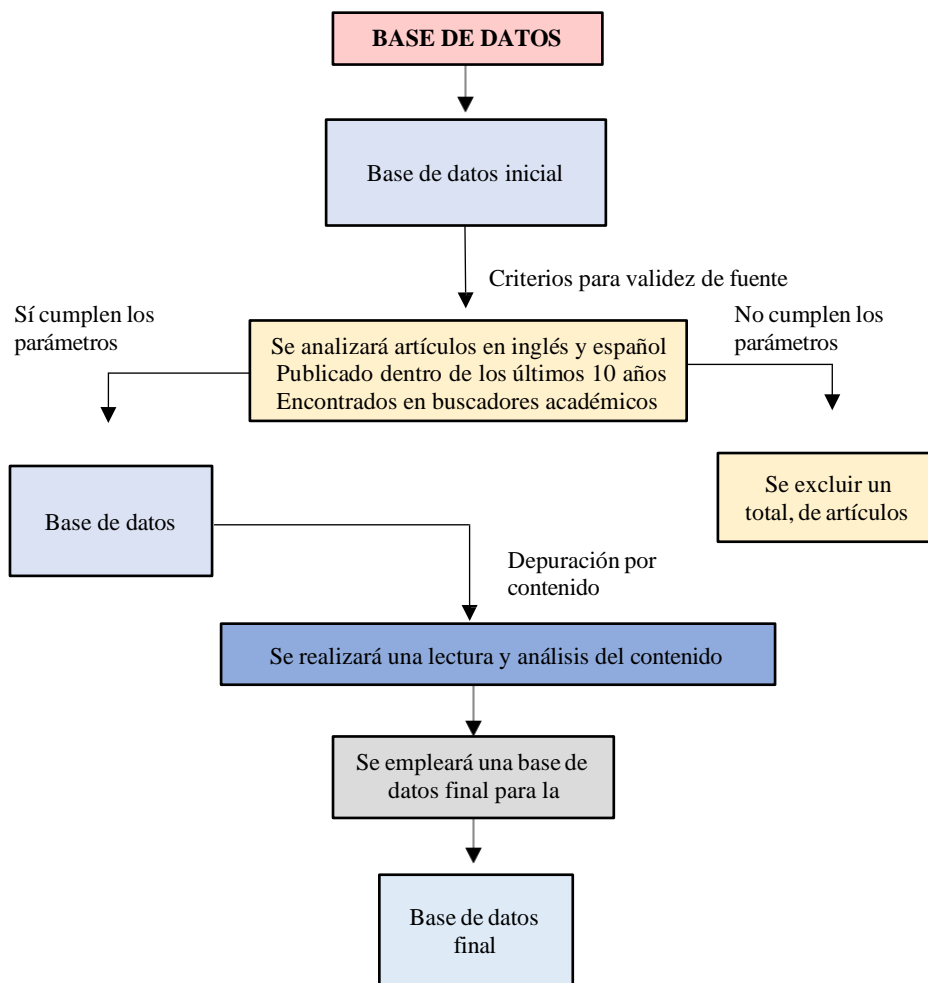 BASE DE DATOS
Base de datos inicial
Criterios para validez de fuente
Sí cumplen los
parámetros
No cumplen los
parámetros
Se analizará artículos en inglés y español
Publicado dentro de los últimos 10 años
Encontrados en buscadores académicos
Base de datos
Se excluir un
total, de artículos
Depuración por
contenido
Se realizará una lectura y análisis del contenido
Se empleará una base de
datos final para la
Base de datos
final